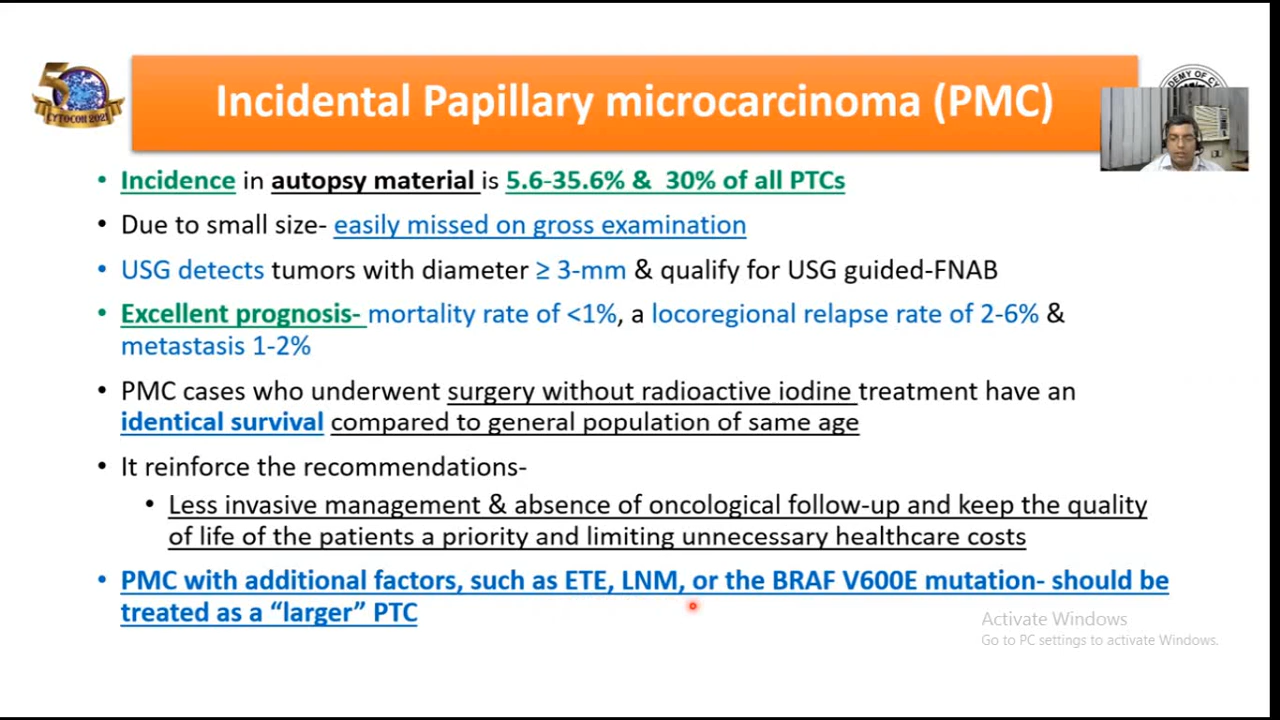 50
CYTOCON 2021
DEMY OF CY
Incidental Papillary microcarcinoma (PMC)
• Incidence in autopsy material is 5.6-35.6% & 30% of all PTCs
• Due to small size- easily missed on gross examination
• USG detects tumors with diameter ≥ 3-mm & qualify for USG guided-FNAB
• Excellent prognosis- mortality rate of <1%, a locoregional relapse rate of 2-6% &
metastasis 1-2%
• PMC cases who underwent surgery without radioactive iodine treatment have an
identical survival compared to general population of same age
• It reinforce the recommendations-
• Less invasive management & absence of oncological follow-up and keep the quality
of life of the patients a priority and limiting unnecessary healthcare costs
• PMC with additional factors, such as ETE, LNM, or the BRAF V600E mutation- should be
treated as a “larger” PTC
Activate Windows
Go to PC settings to activate Windows.